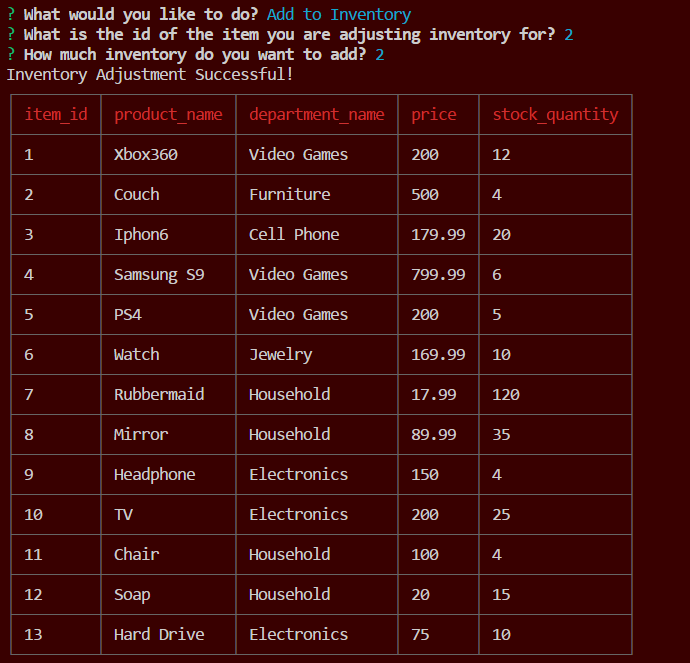 ? What would you like to do? Add to Inventory
? What is the id of the item you are adjusting inventory for? 2
? How much inventory do you want to add? 2
Inventory Adjustment Successful!
item_id product_name department_name price stock_quantity
1 Xbox360 Video Games 200 12
2 Couch Furniture 500 4
3 Iphon6 Cell Phone 179.99 20
4 Samsung S9 Video Games 799.99 6
5 PS4 Video Games 200 5
6 Watch Jewelry 169.99 10
7 Rubbermaid Household 17.99 120
8 Mirror Household 89.99 35
9 Headphone Electronics 150 4
10 TV Electronics 200 25
11 Chair Household 100 4
12 Soap Household 20 15
13 Hard Drive Electronics 75 10